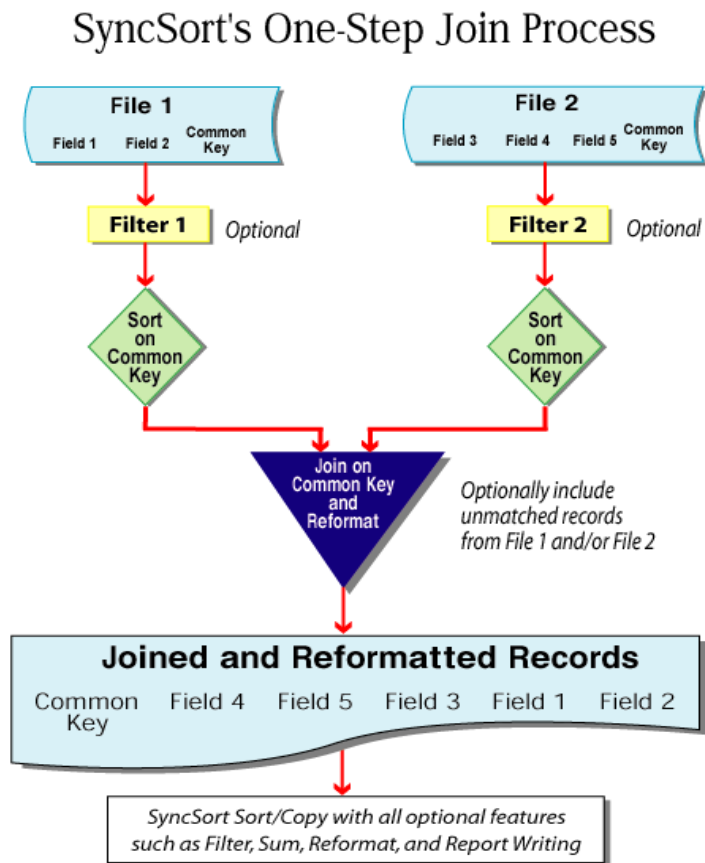 SyncSort's One-Step Join Process
File 1
Field 1 Field 2 Common
Key
File 2
Field 3 Field 4 Field 5 Common
Key
Filter 1
Optional
Filter 2
Optional
Sort
on
Common
Key
Sort
on
Common
Key
Join on
Common Key
and
Reformat
Optionally include
unmatched records
from File 1 and/or File 2
Joined and Reformatted Records
Common Field 4 Field 5 Field 3 Field 1 Field 2
Key
SyncSort Sort/Copy with all optional features
such as Filter, Sum, Reformat, and Report Writing